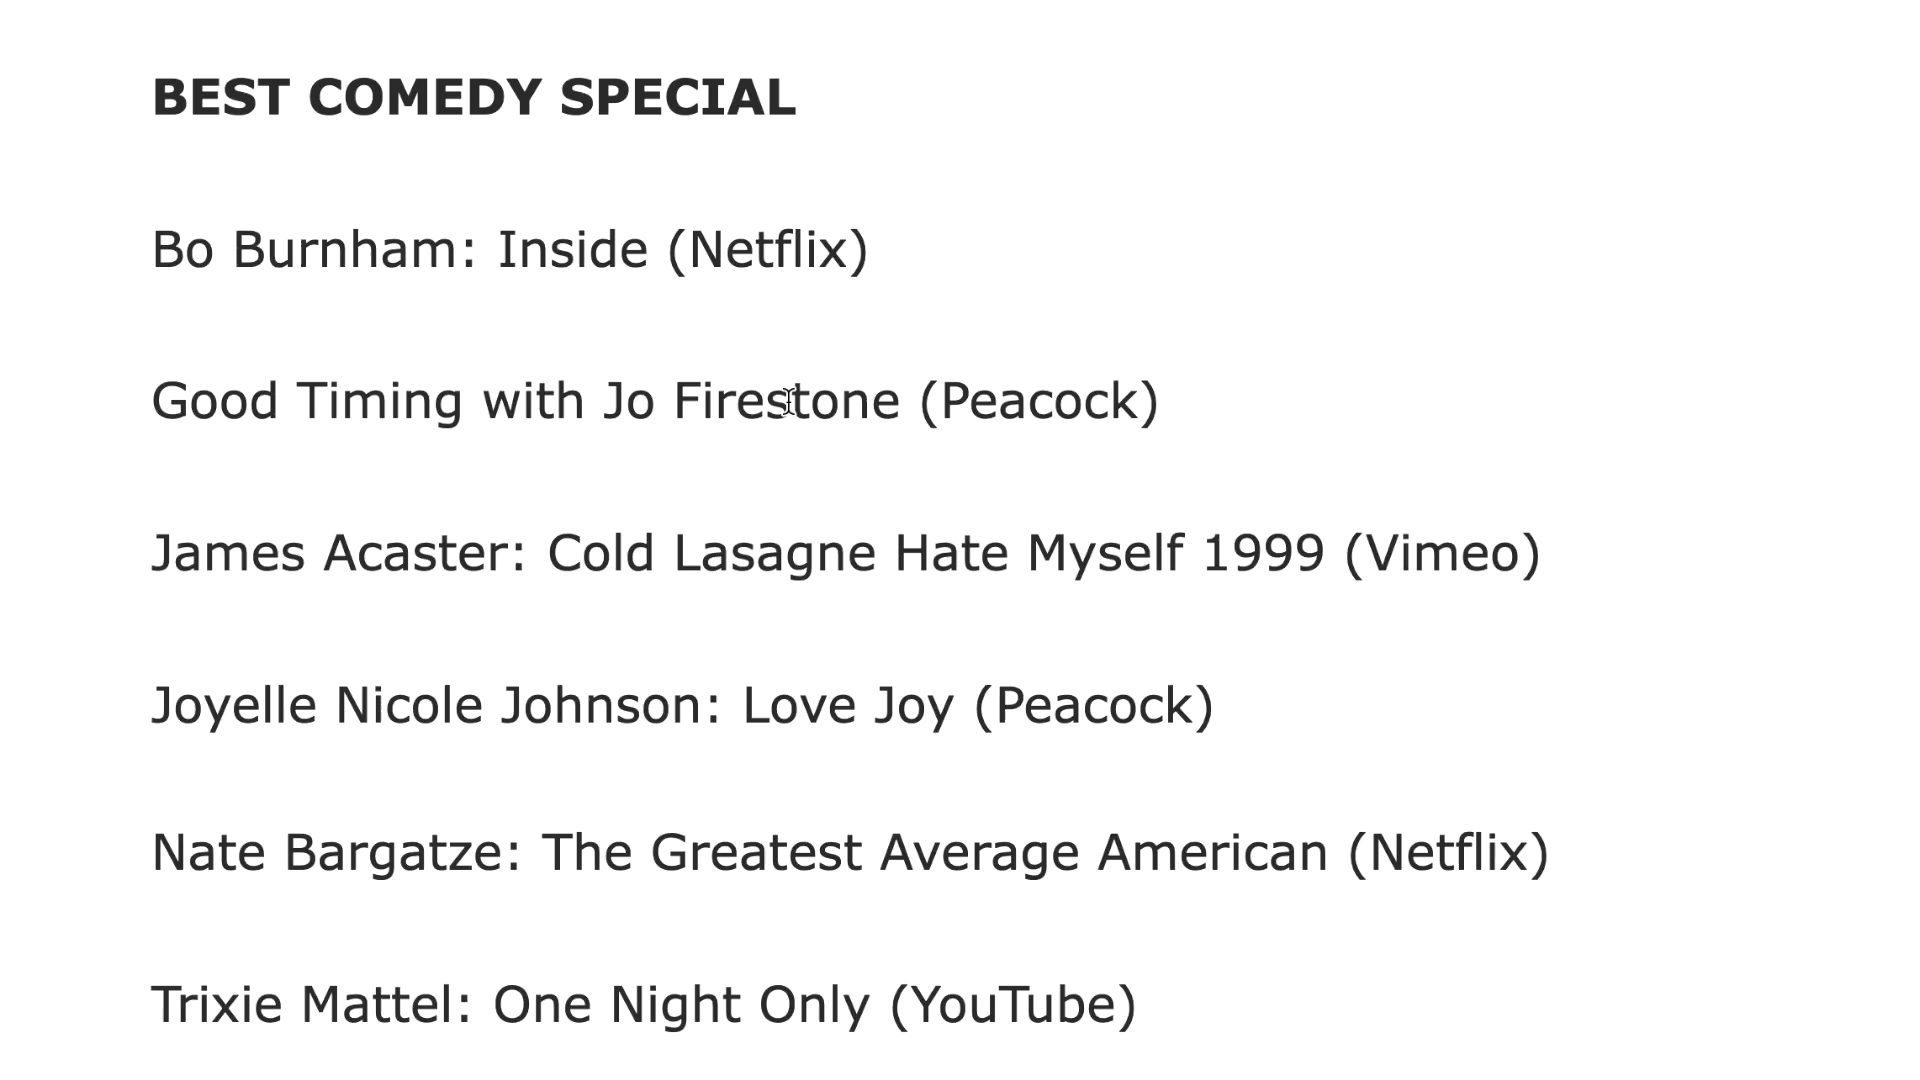 BEST COMEDY SPECIAL
Bo Burnham: Inside (Netflix)
Good Timing with Jo Firestone (Peacock)
James Acaster: Cold Lasagne Hate Myself 1999 (Vimeo)
Joyelle Nicole Johnson: Love Joy (Peacock)
Nate Bargatze: The Greatest Average American (Netflix)
Trixie Mattel: One Night Only (YouTube)